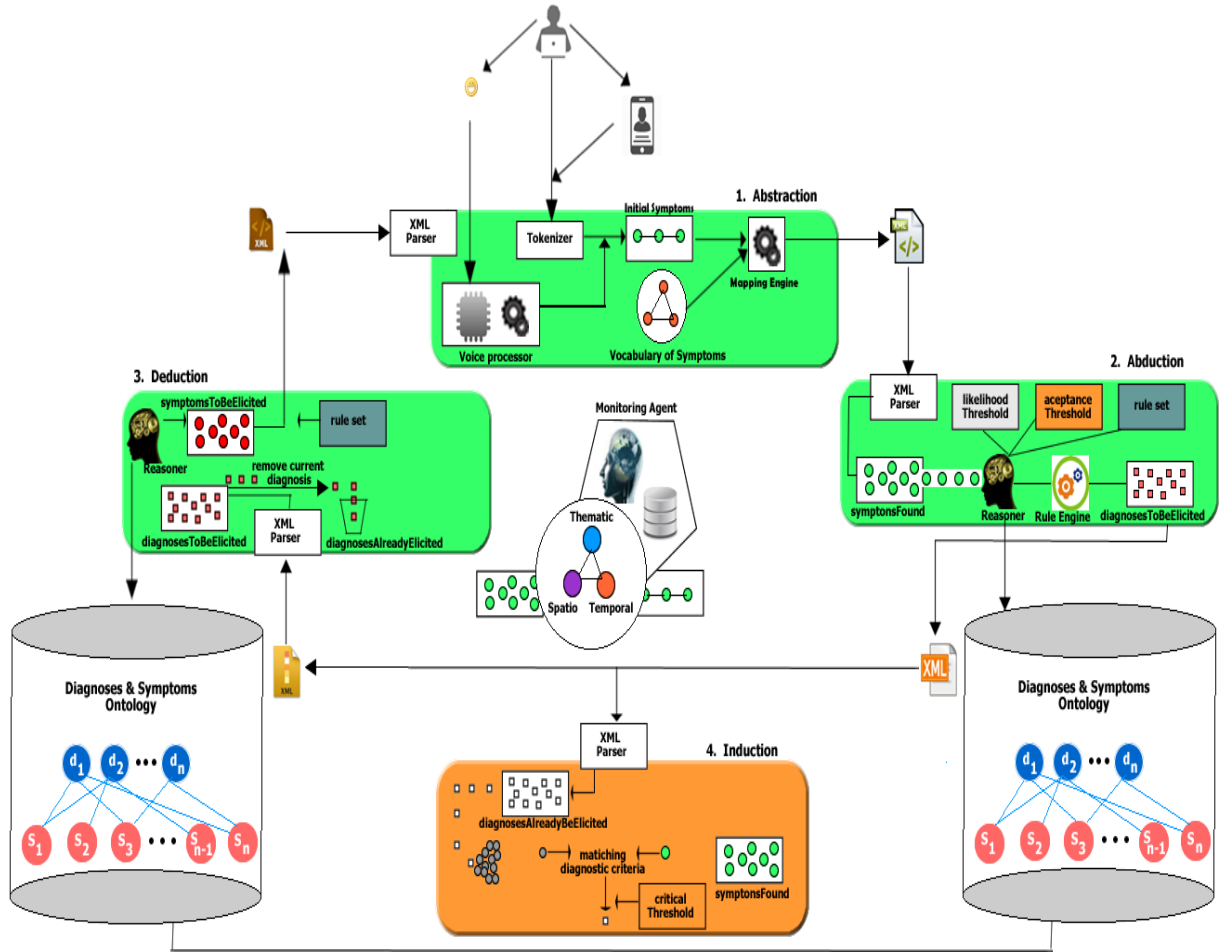 1. Abstraction
Initial Symptoms
XML
Parser
Tokenizer
XML
XML
Mapping Engine
Voice processor
Vocabulary of Symptoms
2. Abduction
3. Deduction
XML
Parser
likelihood
Threshold
aceptance
Threshold
rule set
symptomsToBeElicited
rule set
Monitoring Agent
Reasoner
remove current
diagnosis
symptonsFound
Reasoner
Rule Engine
diagnosesToBeElicited
Thematic
XML
Parser
diagnosesToBeElicited
diagnosesAlreadyElicited
Spatio
Temporal
XML
XML
Diagnoses & Symptoms
Ontology
Diagnoses & Symptoms
Ontology
XML
Parser
4. Induction
d1 d2 ••• dn
d1 d2 ••• dn
diagnosesAlreadyBeElicited
S1 S2 S3 ••• Sn-1 Sn
S1 S2 S3 ••• Sn-1 Sn
matiching
diagnostic criteria
symptonsFound
critical
Threshold